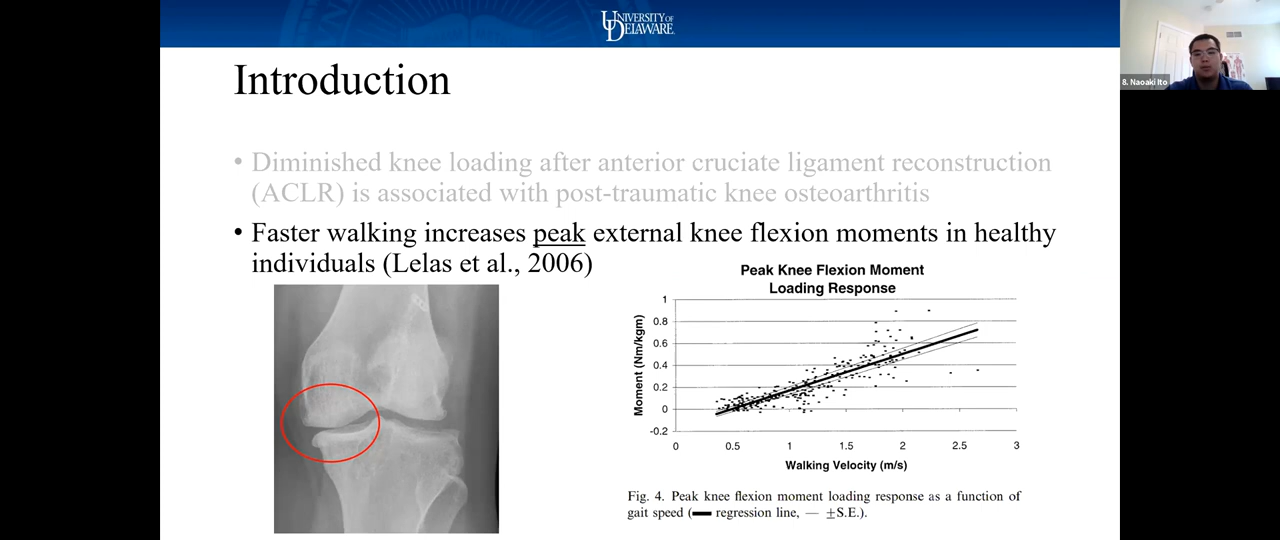 UNIVERSITY OF
DELAWARE
8. Naoaki Ito
Introduction
• Diminished knee loading after anterior cruciate ligament reconstruction
(ACLR) is associated with post-traumatic knee osteoarthritis
• Faster walking increases peak external knee flexion moments in healthy
individuals (Lelas et al., 2006)
Peak Knee Flexion Moment
Loading Response
Moment (Nm/kgm)
1
0.8
0.6
0.4
0.2
0
-0.2
0 0.5 1 1.5 2 2.5 3
Walking Velocity (m/s)
Fig. 4. Peak knee flexion moment loading response as a function of
gait speed (▬ regression line, — ±S.E.).